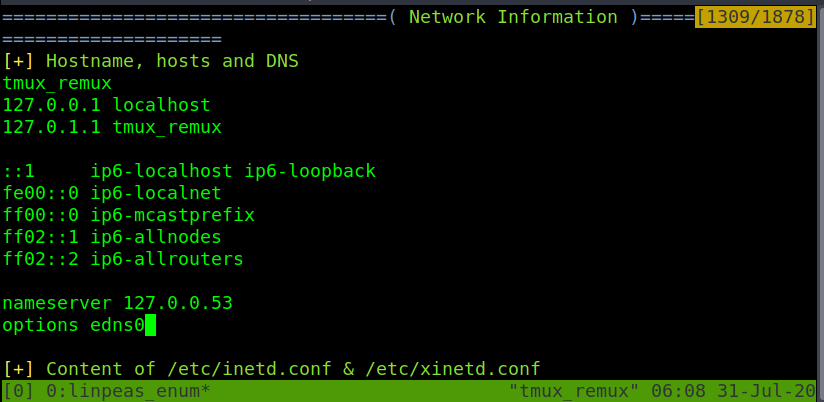 ===================================( Network Information )=====[1309/1878]
====================
[+] Hostname, hosts and DNS
tmux_remux
127.0.0.1 localhost
127.0.1.1 tmux_remux
::1     ip6-localhost ip6-loopback
fe00::0 ip6-localnet
ff00::0 ip6-mcastprefix
ff02::1 ip6-allnodes
ff02::2 ip6-allrouters
nameserver 127.0.0.53
options edns0
[+] Content of /etc/inetd.conf & /etc/xinetd.conf
[0] 0:linpeas_enum*                           "tmux_remux" 06:08 31-Jul-20